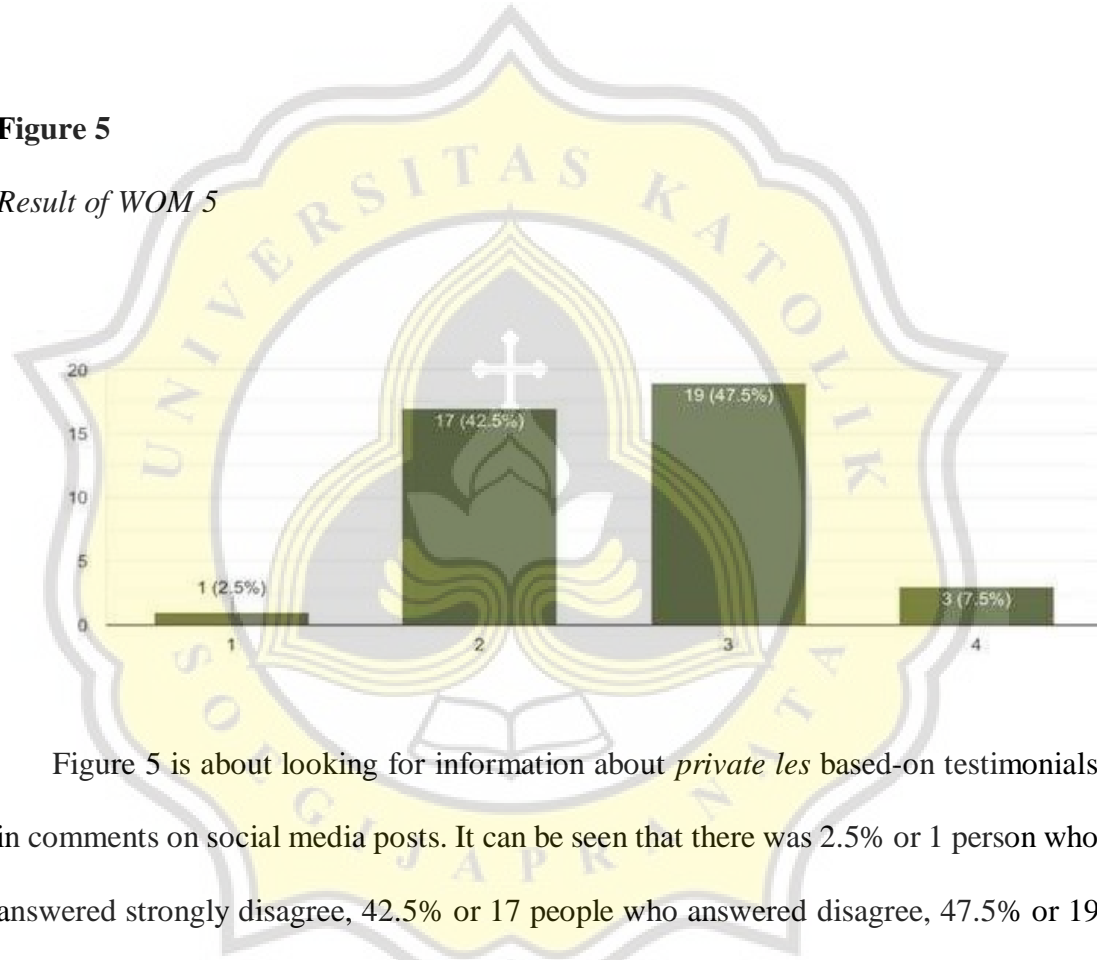 Figure 5
Result of WOM 5
UNIVERSITAS KATOLIK
20
15
10
5
0
1 (2.5%)
17 (42.5%)
19 (47.5%)
3 (7.5%)
1
2
3
4
SOEGIJAPRANATA
Figure 5 is about looking for information about private les based-on testimonials
in comments on social media posts. It can be seen that there was 2.5% or 1 person who
answered strongly disagree, 42.5% or 17 people who answered disagree, 47.5% or 19